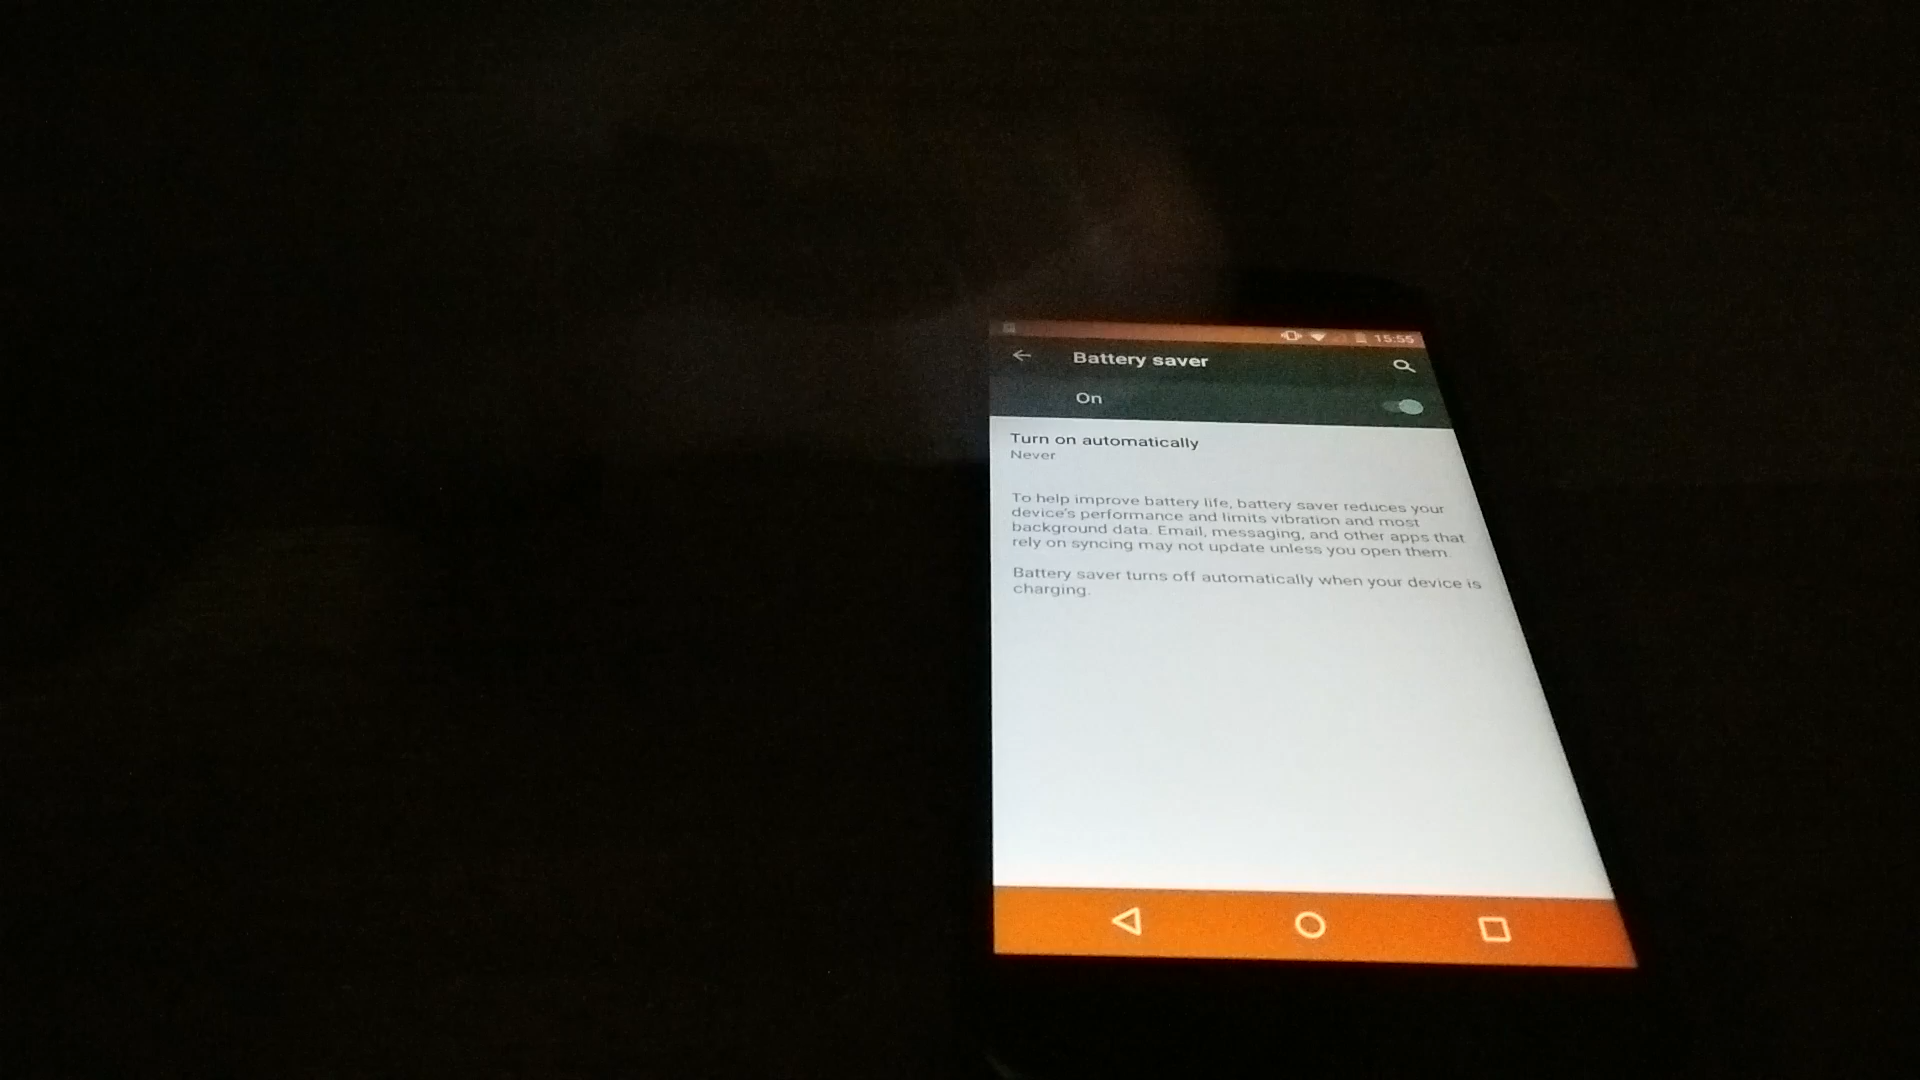 15:55
Battery saver
On
Turn on automatically
Never
To help improve battery life, battery saver reduces your
device's performance and limits vibration and most
background data. Email, messaging, and other apps that
rely on syncing may not update unless you open them.
Battery saver turns off automatically when your device is
charging.